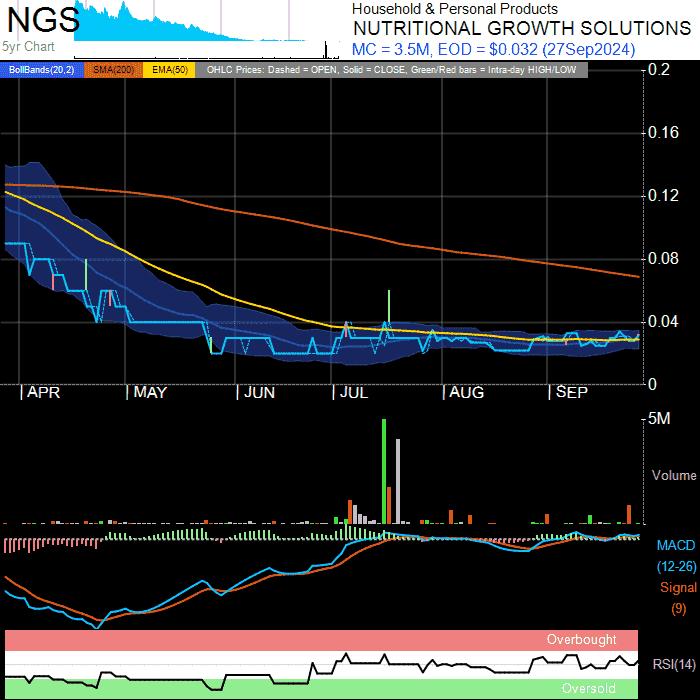 NGS
5yr Chart
Household & Personal Products
NUTRITIONAL GROWTH SOLUTIONS
MC = 3.5M, EOD = $0.032 (27Sep2024)
BollBands(20,2) SMA(200) EMA(50) OHLC Prices: Dashed = OPEN, Solid = CLOSE, Green/Red bars = Intra-day HIGH/LOW
0.2
0.16
0.12
0.08
0.04
0
APR MAY JUN JUL AUG SEP
5M
Volume
MACD
(12-26)
Signal
(9)
Overbought
RSI(14)
Oversold